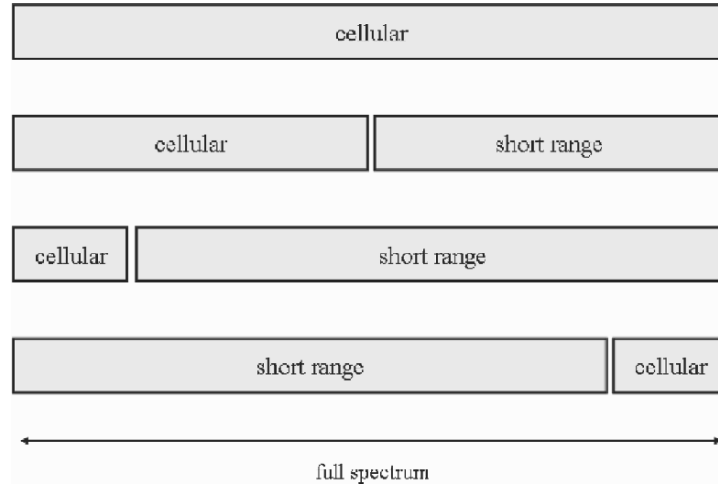 cellular
cellular short range
cellular short range
short range cellular
full spectrum